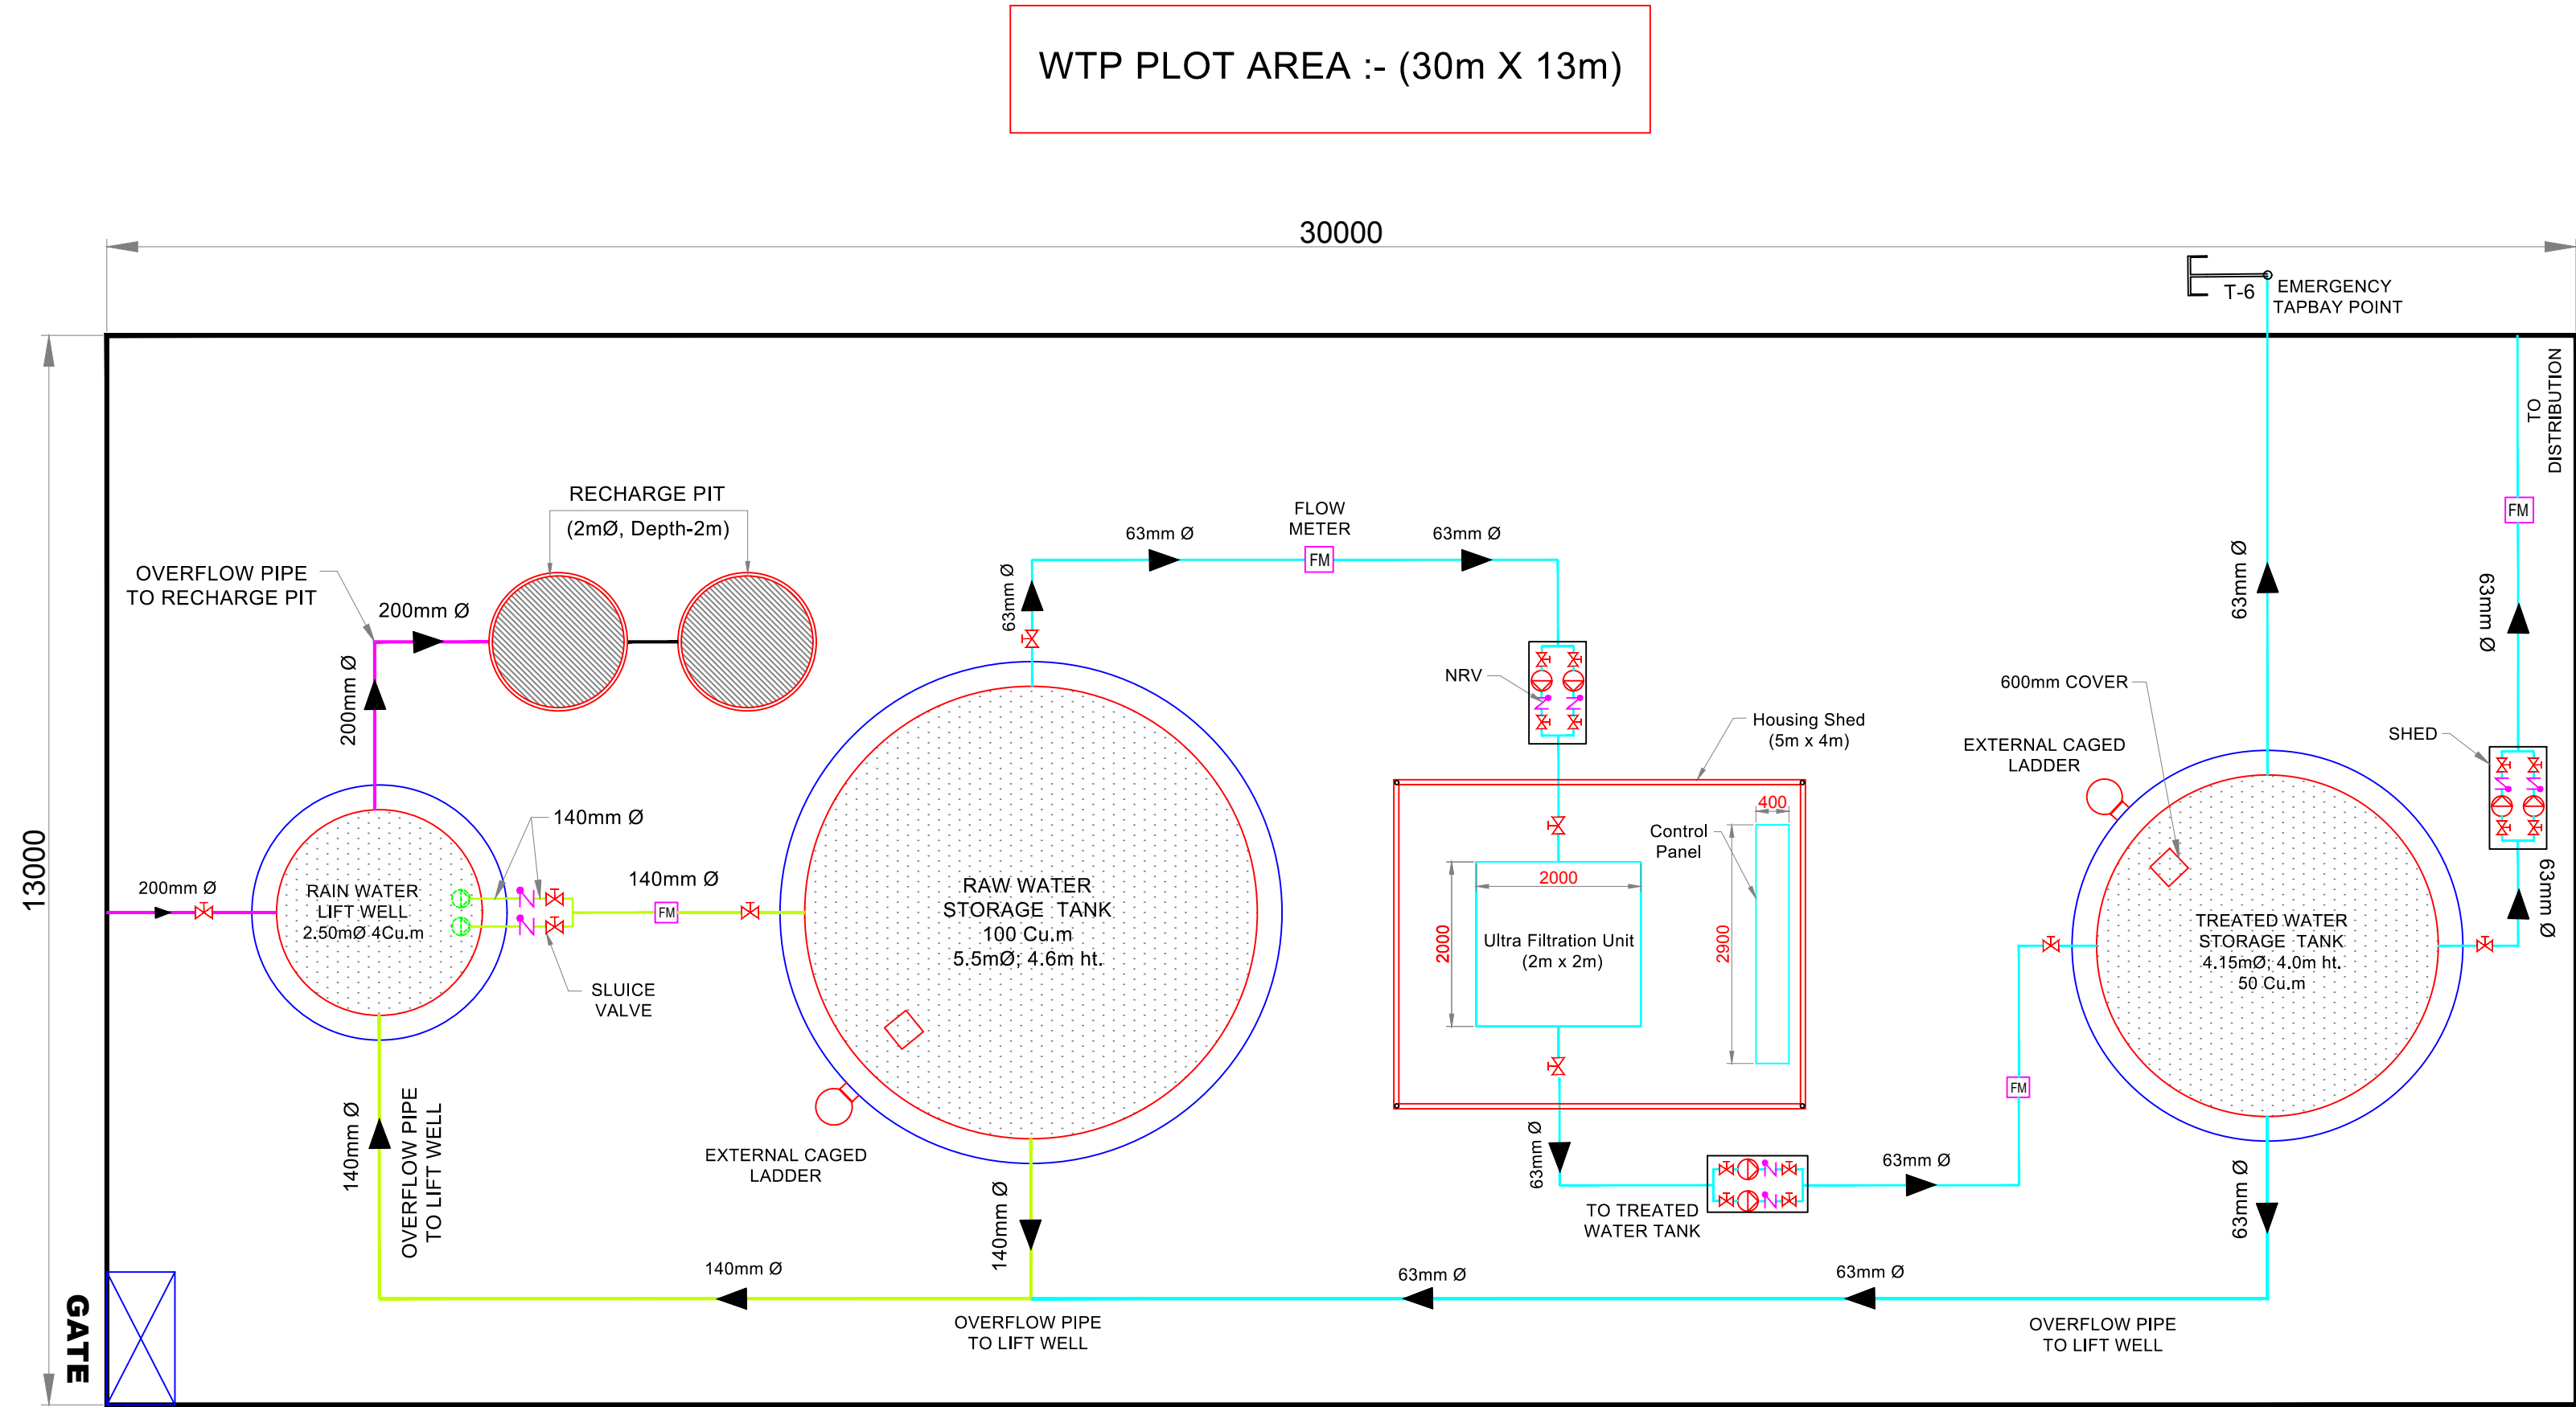 WTP PLOT AREA :- (30m X 13m)
30000
13000
T-6
EMERGENCY
TAPBAY POINT
TO
DISTRIBUTION
RECHARGE PIT
(2mØ, Depth-2m)
OVERFLOW PIPE
TO RECHARGE PIT
200mm Ø
200mm Ø
200mm Ø
RAIN WATER
LIFT WELL
2.50mØ 4Cu.m
140mm Ø
140mm Ø
FM
SLUICE
VALVE
140mm Ø
OVERFLOW PIPE
TO LIFT WELL
GATE
RAW WATER
STORAGE TANK
100 Cu.m
5.5mØ; 4.6m ht.
EXTERNAL CAGED
LADDER
140mm Ø
140mm Ø
OVERFLOW PIPE
TO LIFT WELL
63mm Ø
63mm Ø
FLOW
METER
FM
63mm Ø
NRV
Housing Shed
(5m x 4m)
400
Control
Panel
2900
2000
2000
Ultra Filtration Unit
(2m x 2m)
63mm Ø
TO TREATED
WATER TANK
63mm Ø
FM
63mm Ø
63mm Ø
600mm COVER
EXTERNAL CAGED
LADDER
TREATED WATER
STORAGE TANK
4.15mØ; 4.0m ht.
50 Cu.m
63mm Ø
63mm Ø
OVERFLOW PIPE
TO LIFT WELL
SHED
63mm Ø
63mm Ø
FM